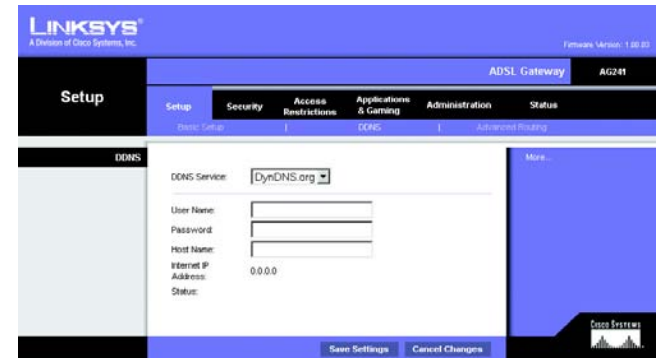 LINKSYS®
A Division of Cisco Systems, Inc.
Firmware Version: 1.00.03
ADSL Gateway AG241
Setup
Setup Security Access Restrictions Applications & Gaming Administration Status
Basic Setup | DDNS | Advanced Routing
DDNS
DDNS Service: DynDNS.org
More...
User Name:
Password:
Host Name:
Internet IP
Address: 0.0.0.0
Status:
Save Settings Cancel Changes
CISCO SYSTEMS